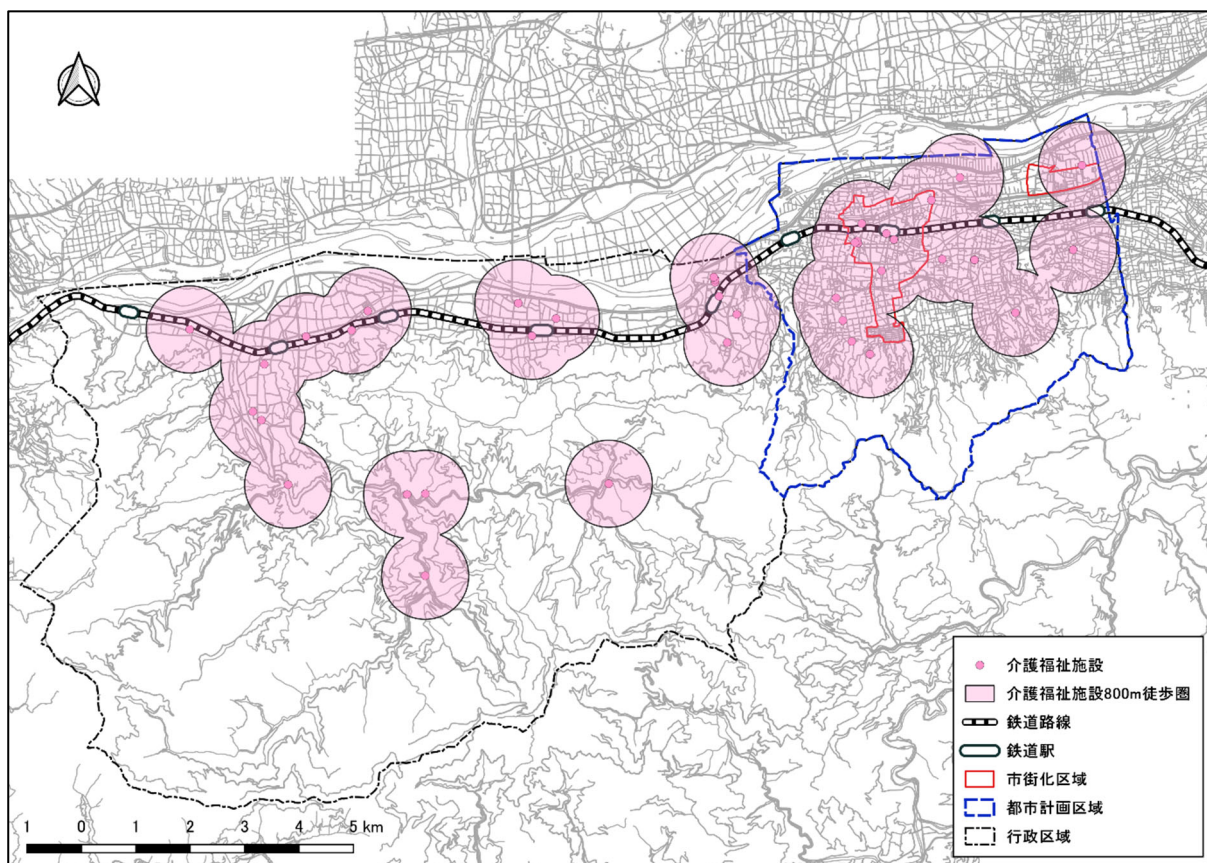 介護福祉施設
介護福祉施設800m徒歩圏
鉄道路線
鉄道駅
市街化区域
都市計画区域
行政区域
1 0 1 2 3 4 5 km